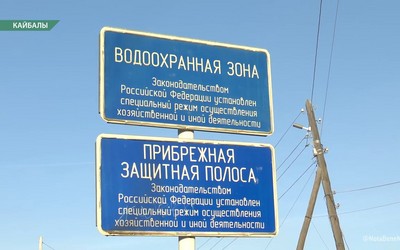 КАЙБАЛЫ
ВОДООХРАННАЯ ЗОНА
Законодательством
Российской Федерации установлен
специальный режим осуществления
хозяйственной и иной деятельности
ПРИБРЕЖНАЯ
ЗАЩИТНАЯ ПОЛОСА
Законодательством
Российской Федерации установлен
специальный режим осуществления
хозяйственной и иной деятельности